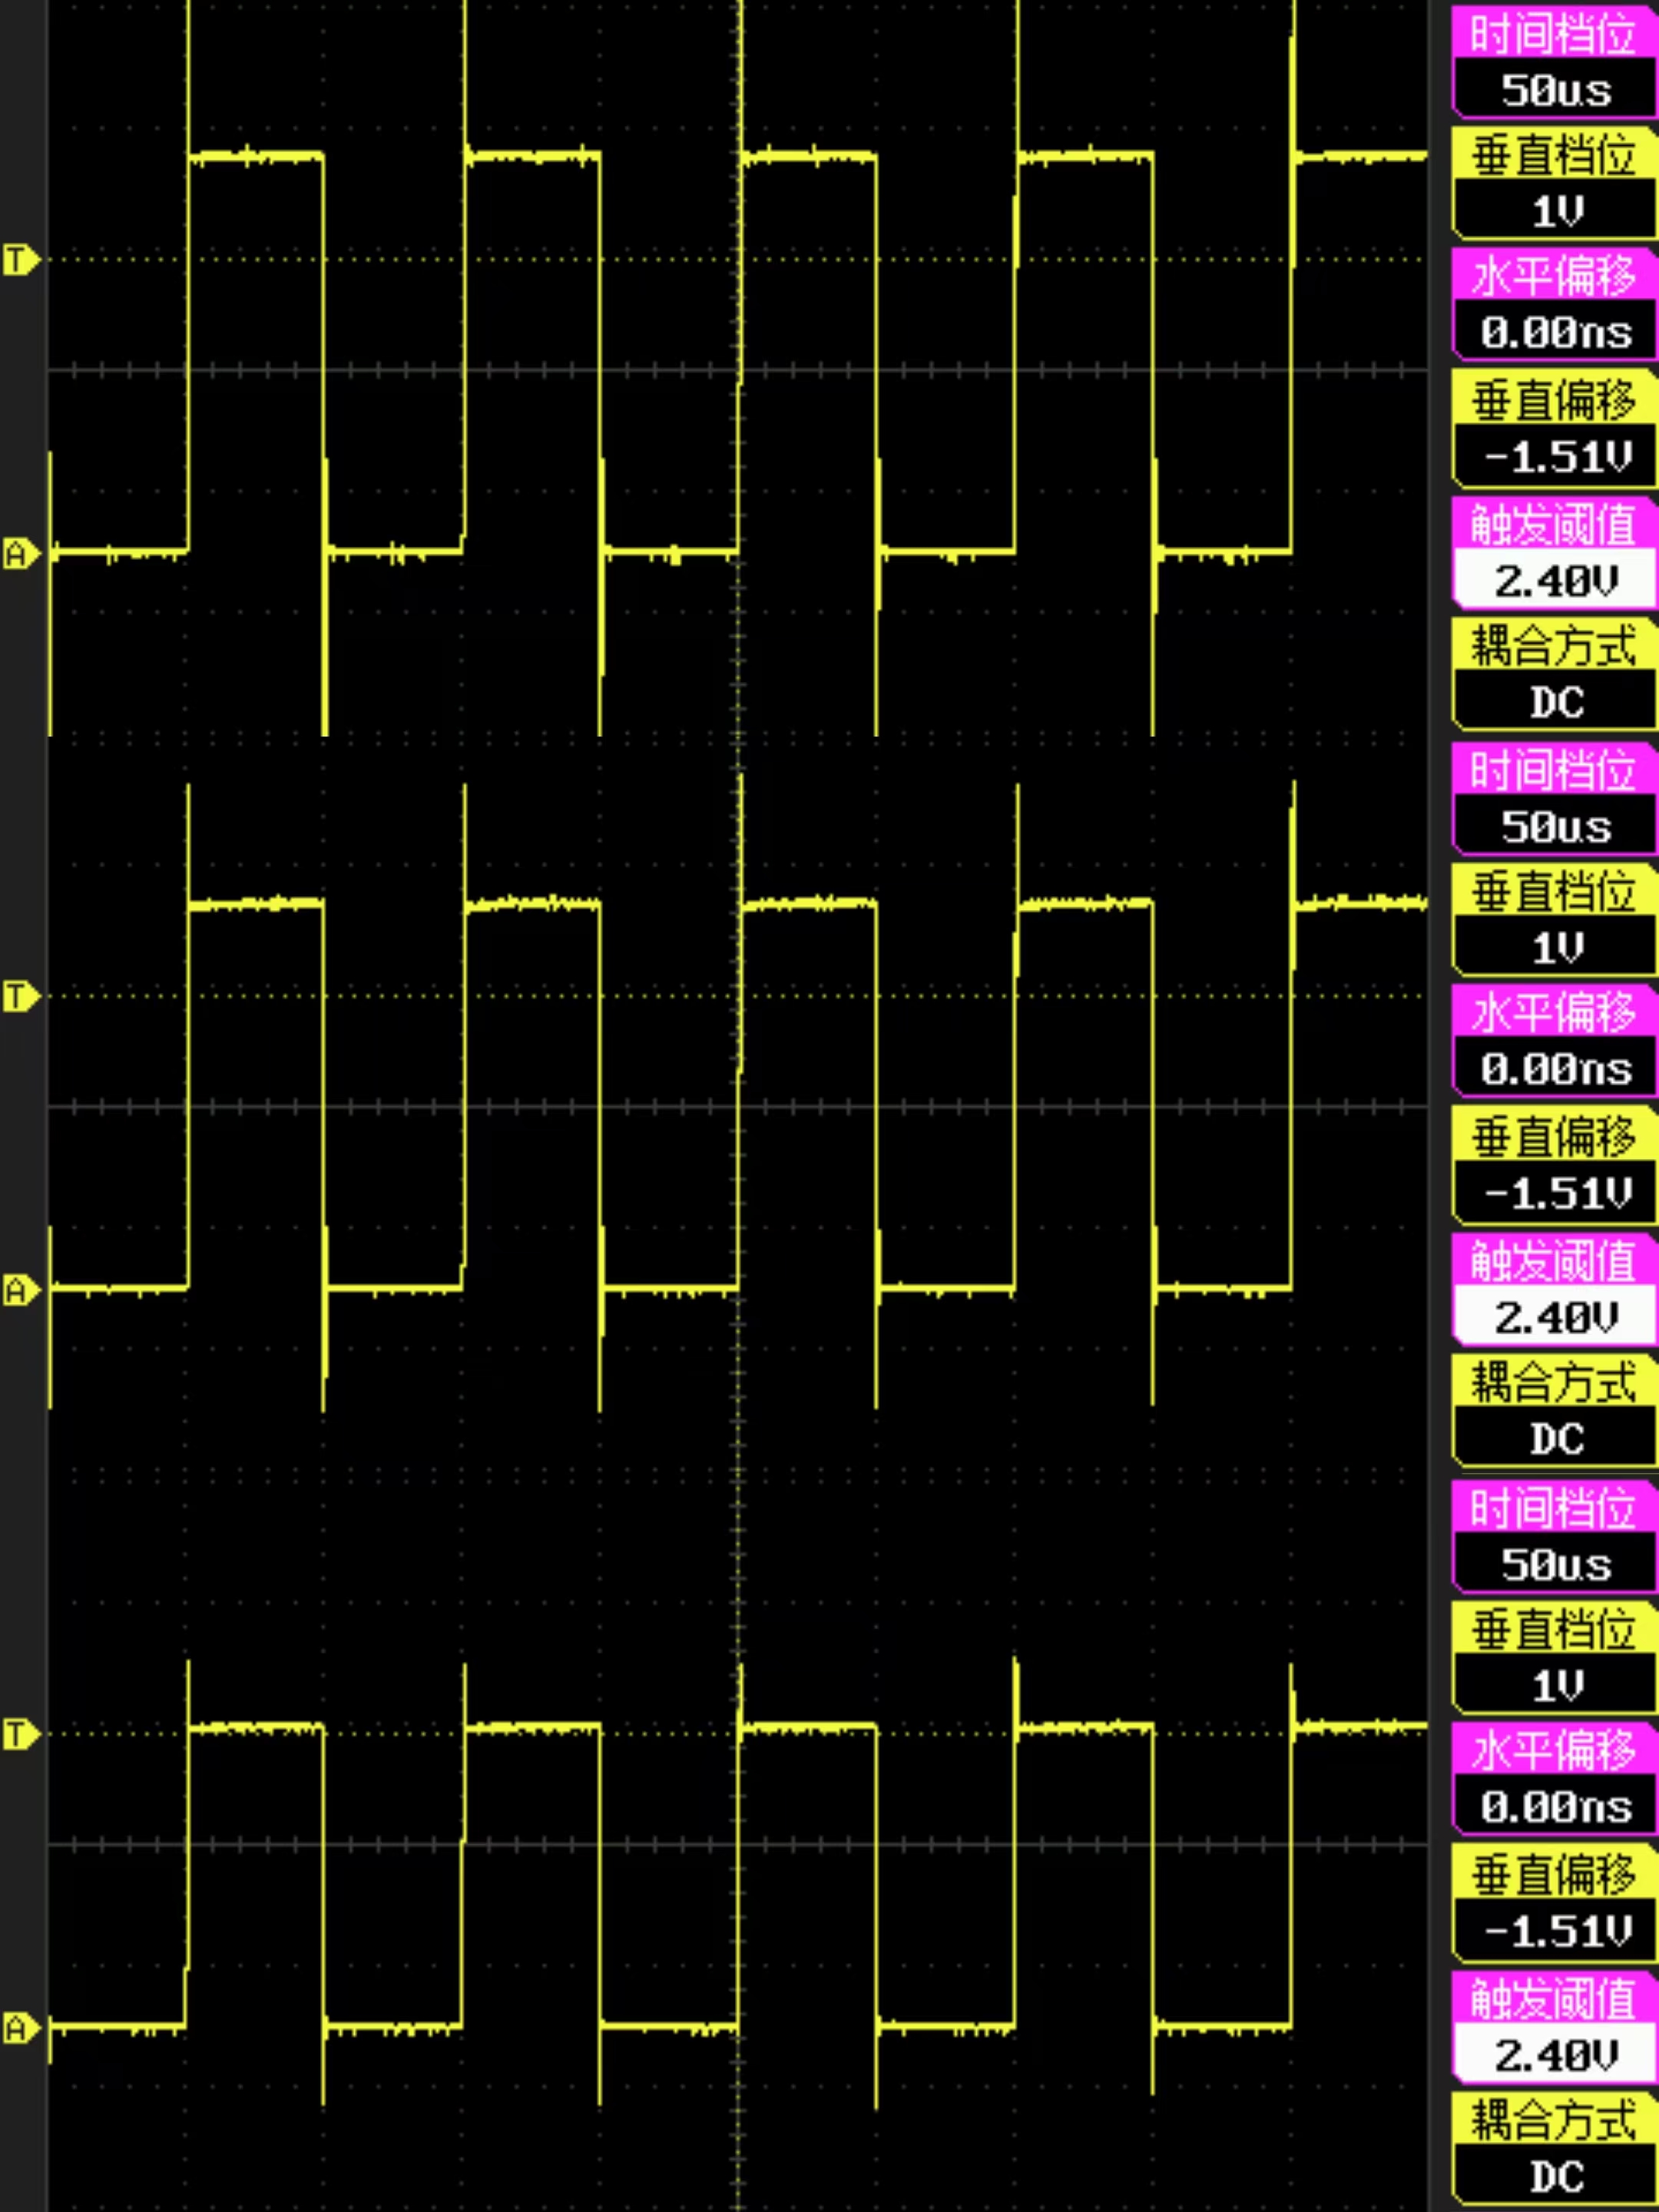 时间档位
50us
垂直档位
1V
T
水平偏移
0.00ns
垂直偏移
-1.51V
触发阈值
2.40V
A
耦合方式
DC
时间档位
50us
垂直档位
1V
T
水平偏移
0.00ns
垂直偏移
-1.51V
触发阈值
2.40V
A
耦合方式
DC
时间档位
50us
垂直档位
1V
T
水平偏移
0.00ns
垂直偏移
-1.51V
触发阈值
2.40V
A
耦合方式
DC